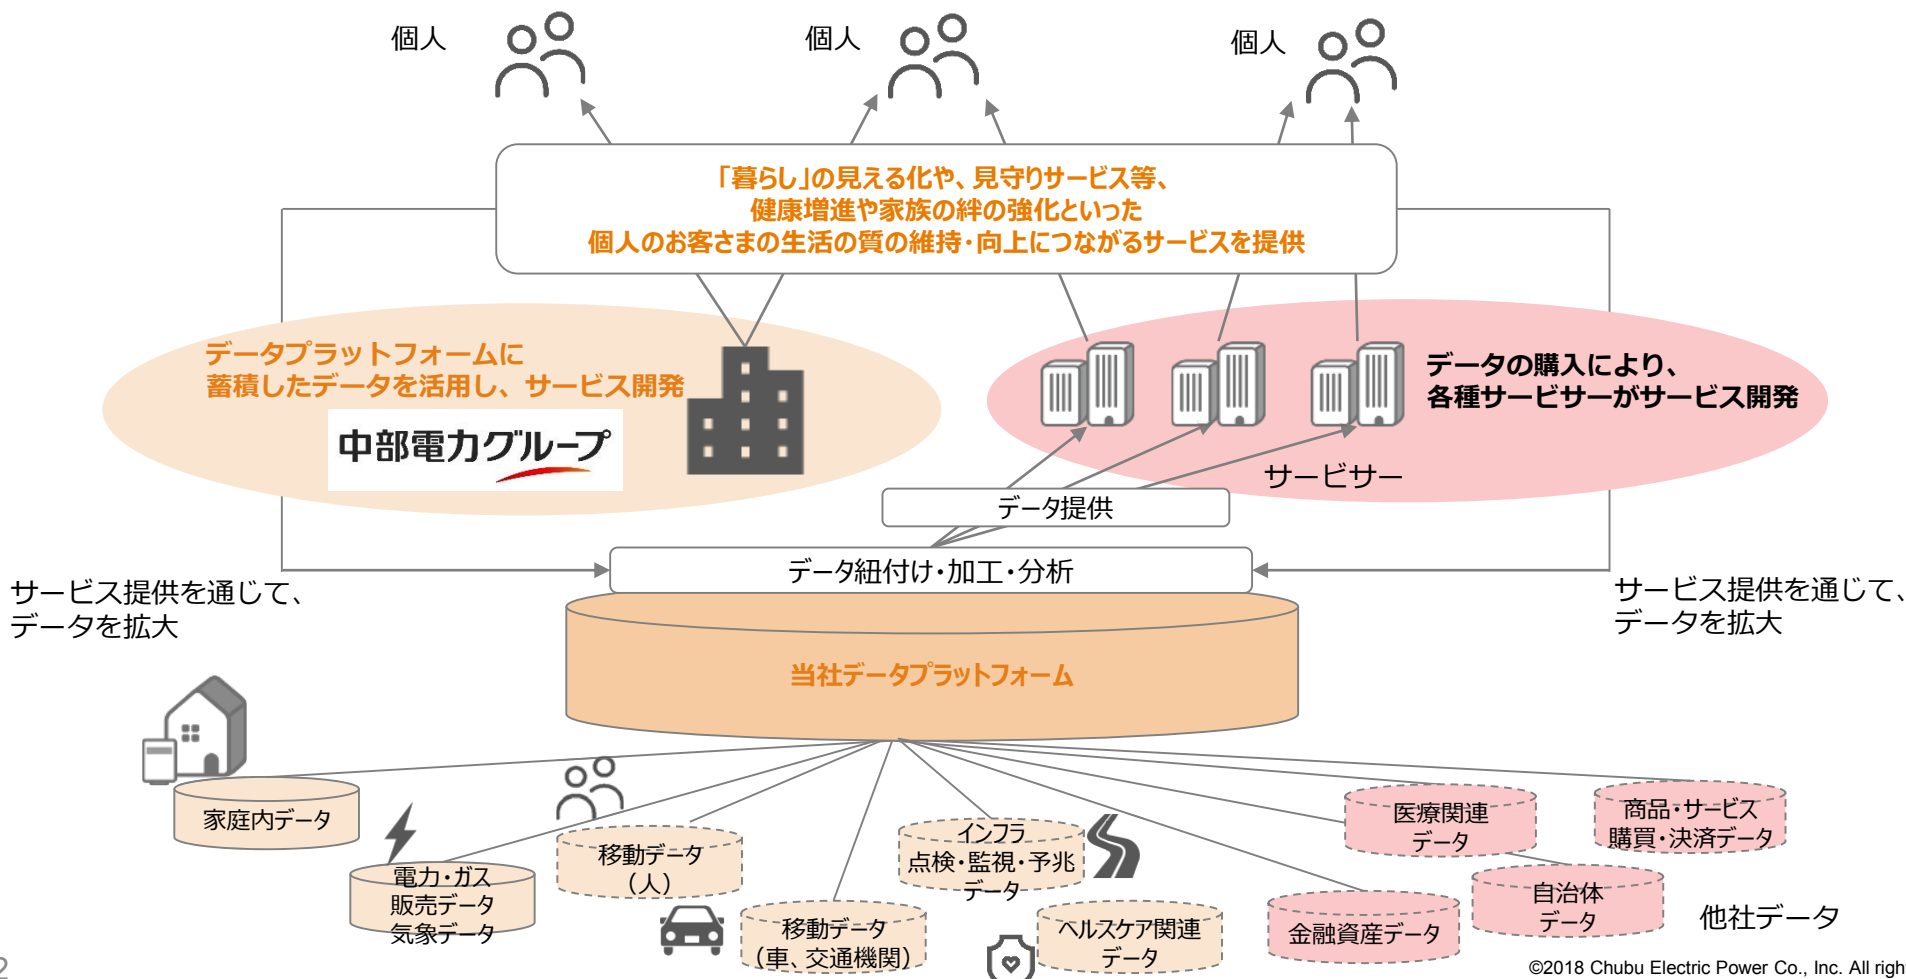 個人
個人
個人
「暮らし」の見える化や、見守りサービス等、
健康増進や家族の絆の強化といった
個人のお客さまの生活の質の維持・向上につながるサービスを提供
データプラットフォームに
蓄積したデータを活用し、サービス開発
中部電力グループ
データの購入により、
各種サービサーがサービス開発
サービサー
データ提供
データ紐付け・加工・分析
サービス提供を通じて、
データを拡大
サービス提供を通じて、
データを拡大
当社データプラットフォーム
家庭内データ
電力・ガス
販売データ
気象データ
移動データ
（人）
移動データ
（車、交通機関）
インフラ
点検・監視・予兆
データ
ヘルスケア関連
データ
金融資産データ
医療関連
データ
自治体
データ
商品・サービス
購買・決済データ
他社データ
2
©2018 Chubu Electric Power Co., Inc. All righ